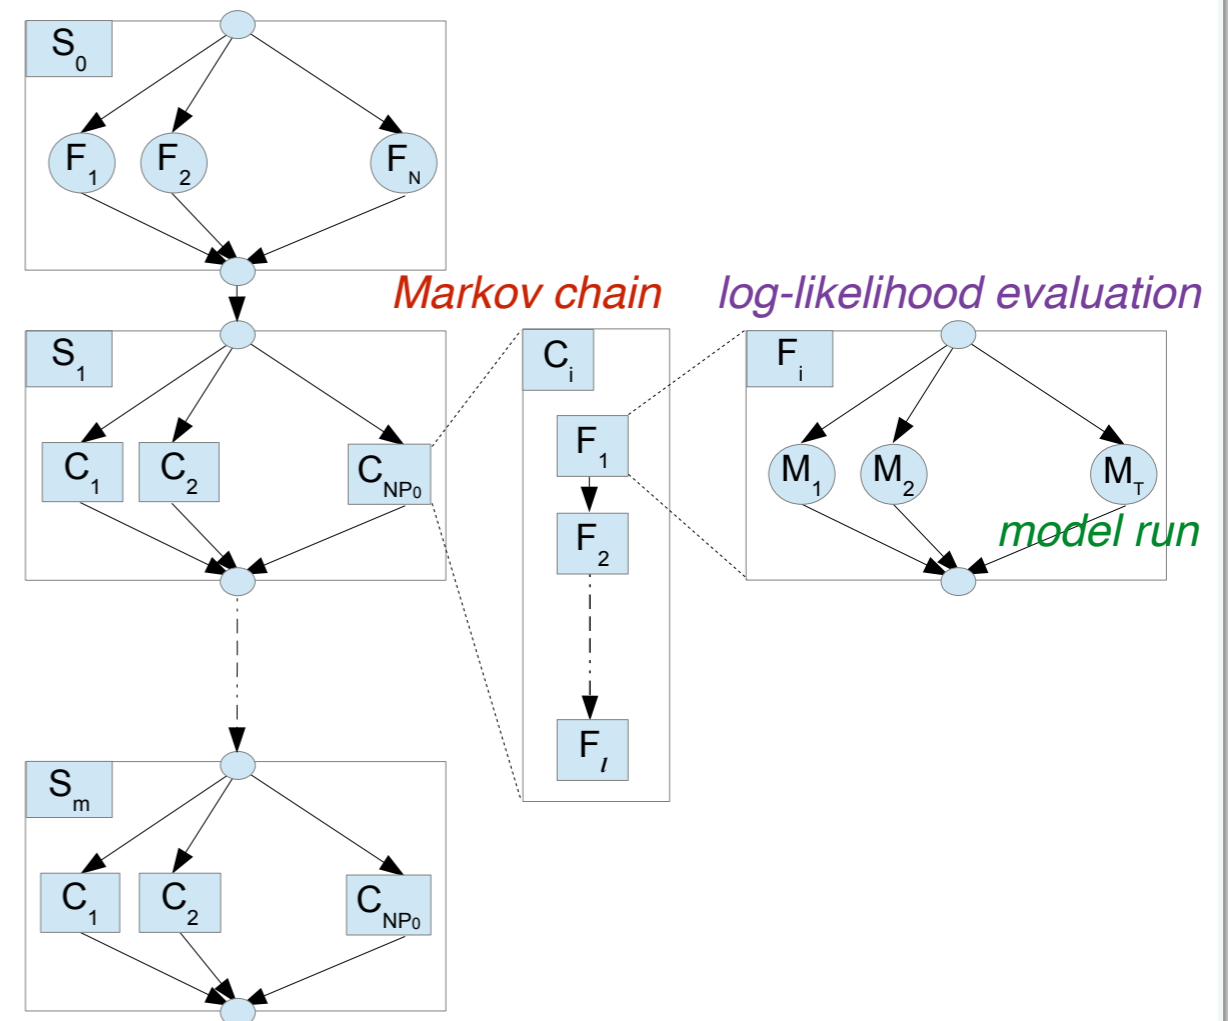 S0
F1 F2 FN
Markov chain
log-likelihood evaluation
S1
Ci
Fi
C1 C2 CNP0
F1
F2
Fl
M1 M2 MT
model run
Sm
C1 C2 CNP0